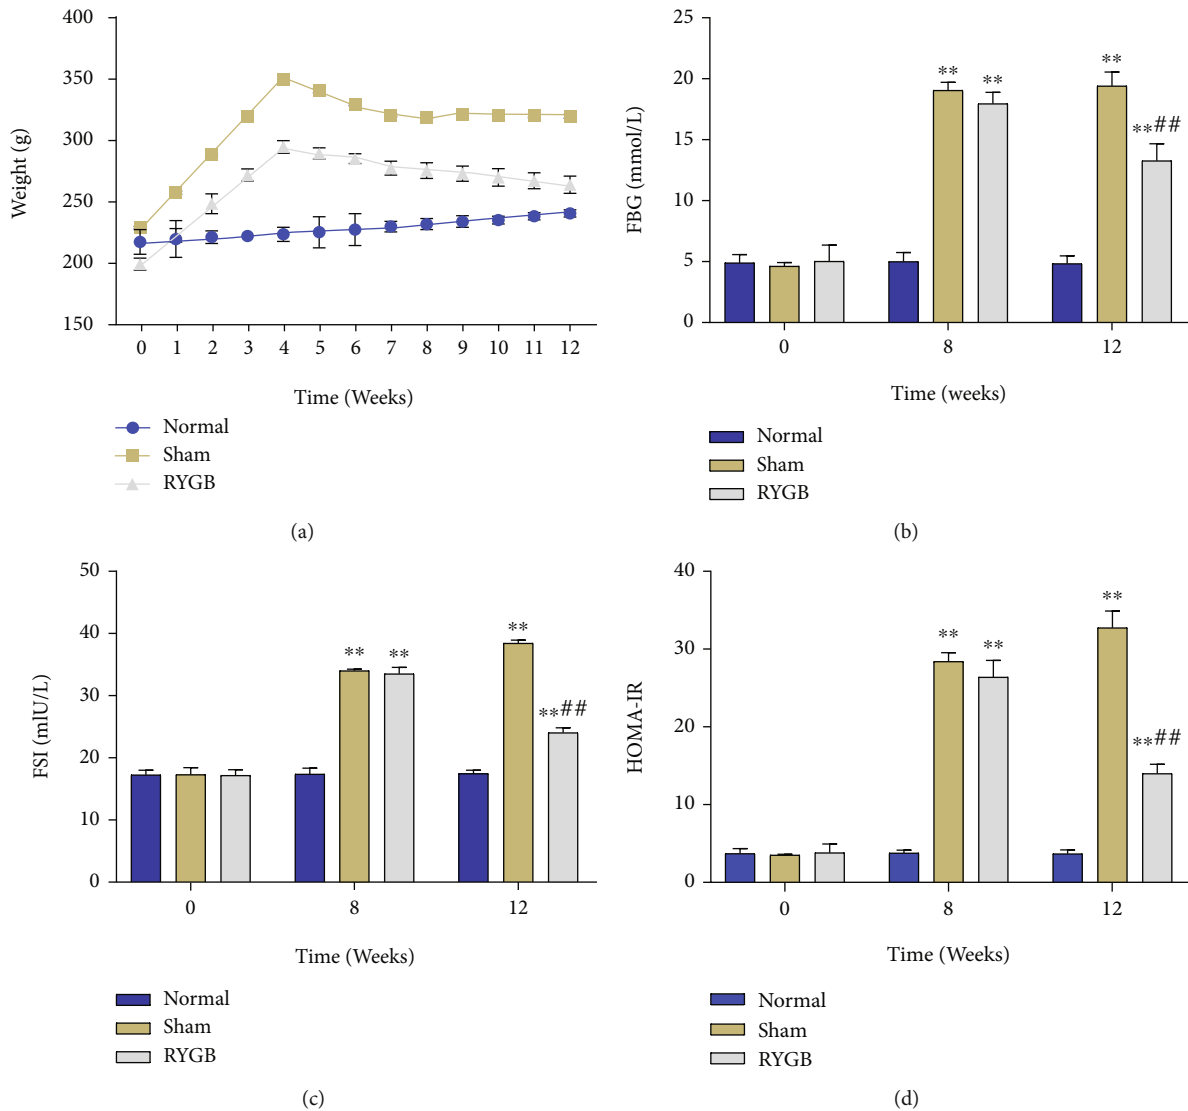 400
350
300
250
200
150
Weight (g)
0 1 2 3 4 5 6 7 8 9 10 11 12
Time (Weeks)
Normal
Sham
RYGB
(a)
25
20
15
10
5
0
FBG (mmol/L)
** ** ** **##
0 8 12
Time (weeks)
Normal
Sham
RYGB
(b)
50
40
30
20
10
0
FSI (mIU/L)
** ** ** **##
0 8 12
Time (Weeks)
Normal
Sham
RYGB
(c)
40
30
20
10
0
HOMA-IR
** ** ** **##
0 8 12
Time (Weeks)
Normal
Sham
RYGB
(d)